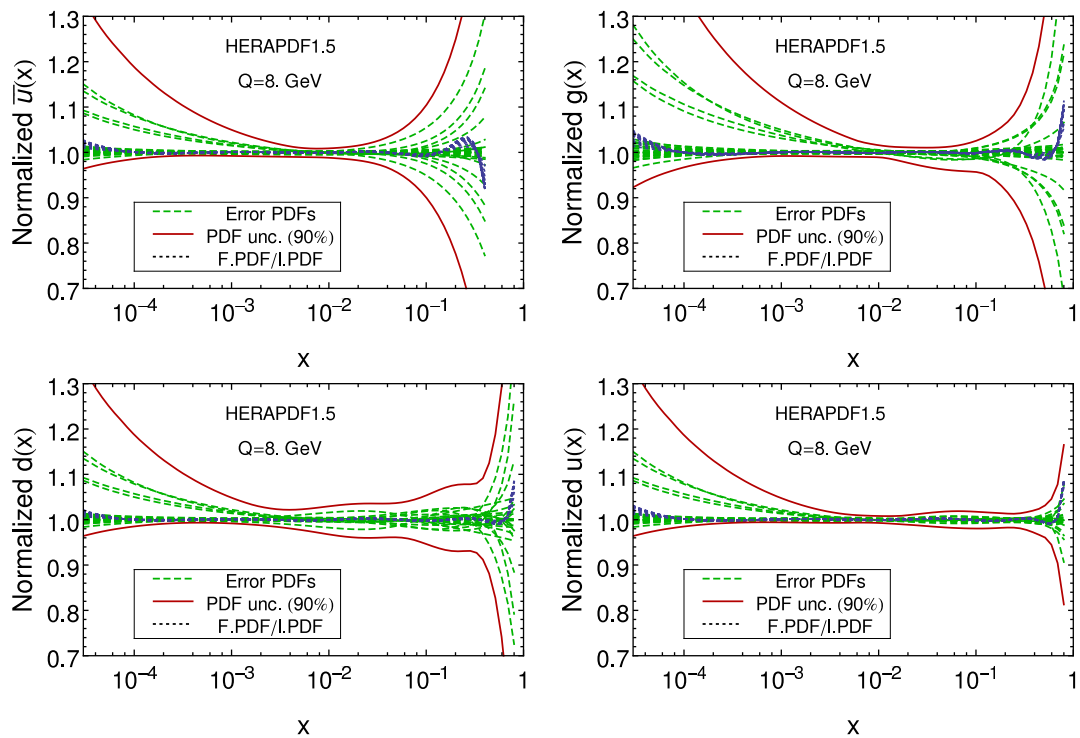 Normalized u̅(x)
1.3
1.2
1.1
1.0
0.9
0.8
0.7
HERAPDF1.5
Q=8. GeV
Error PDFs
PDF unc. (90%)
F.PDF/I.PDF
10⁻⁴ 10⁻³ 10⁻² 10⁻¹ 1
x
Normalized g(x)
1.3
1.2
1.1
1.0
0.9
0.8
0.7
HERAPDF1.5
Q=8. GeV
Error PDFs
PDF unc. (90%)
F.PDF/I.PDF
10⁻⁴ 10⁻³ 10⁻² 10⁻¹ 1
x
Normalized d(x)
1.3
1.2
1.1
1.0
0.9
0.8
0.7
HERAPDF1.5
Q=8. GeV
Error PDFs
PDF unc. (90%)
F.PDF/I.PDF
10⁻⁴ 10⁻³ 10⁻² 10⁻¹ 1
x
Normalized u(x)
1.3
1.2
1.1
1.0
0.9
0.8
0.7
HERAPDF1.5
Q=8. GeV
Error PDFs
PDF unc. (90%)
F.PDF/I.PDF
10⁻⁴ 10⁻³ 10⁻² 10⁻¹ 1
x